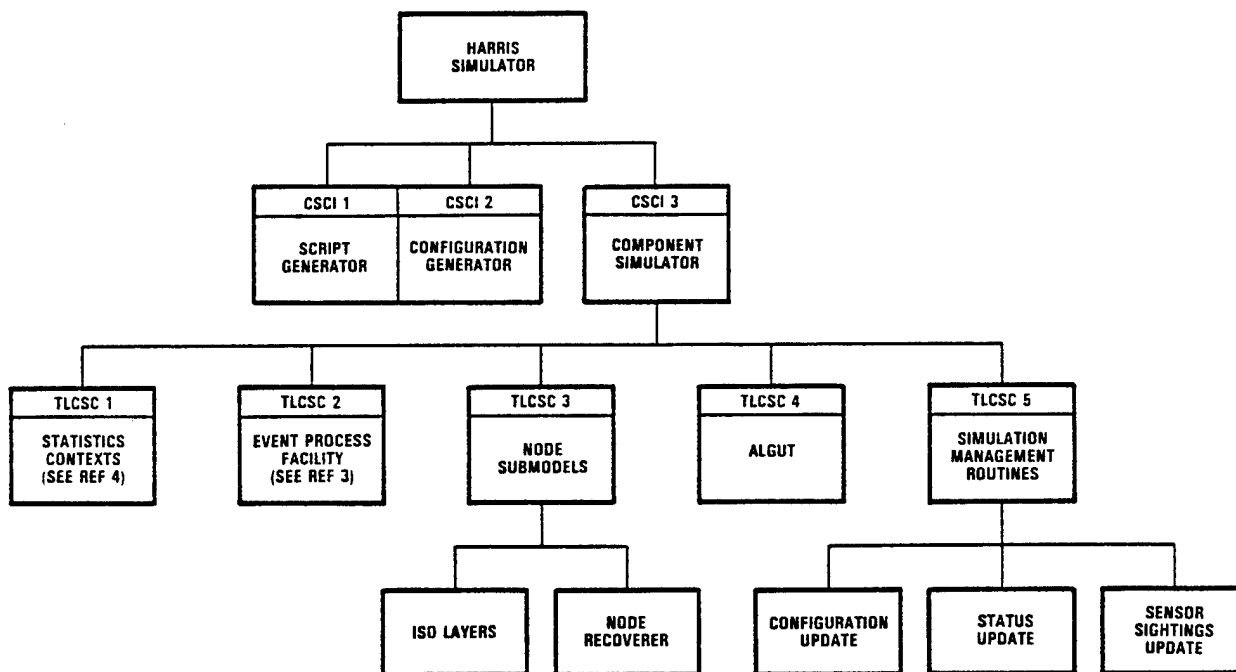 HARRIS
SIMULATOR
CSCI 1
SCRIPT
GENERATOR
CSCI 2
CONFIGURATION
GENERATOR
CSCI 3
COMPONENT
SIMULATOR
TLCSC 1
STATISTICS
CONTEXTS
(SEE REF 4)
TLCSC 2
EVENT PROCESS
FACILITY
(SEE REF 3)
TLCSC 3
NODE
SUBMODELS
TLCSC 4
ALGUT
TLCSC 5
SIMULATION
MANAGEMENT
ROUTINES
ISO LAYERS
NODE
RECOVERER
CONFIGURATION
UPDATE
STATUS
UPDATE
SENSOR
SIGHTINGS
UPDATE